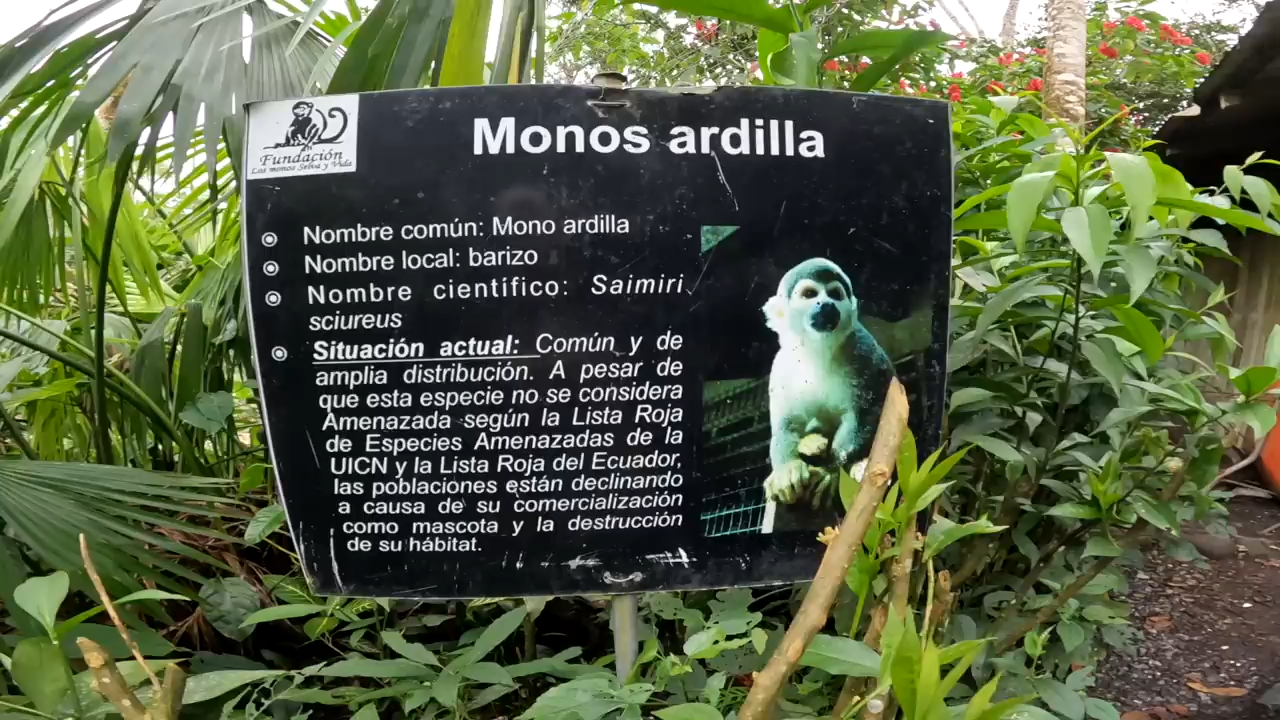 Fundación
Los monos Selva y Vida
Monos ardilla
Nombre común: Mono ardilla
Nombre local: barizo
Nombre científico: Saimiri
sciureus
Situación actual: Común y de
amplia distribución. A pesar de
que esta especie no se considera
Amenazada según la Lista Roja
de Especies Amenazadas de la
UICN y la Lista Roja del Ecuador,
las poblaciones están declinando
a causa de su comercialización
como mascota y la destrucción
de su hábitat.